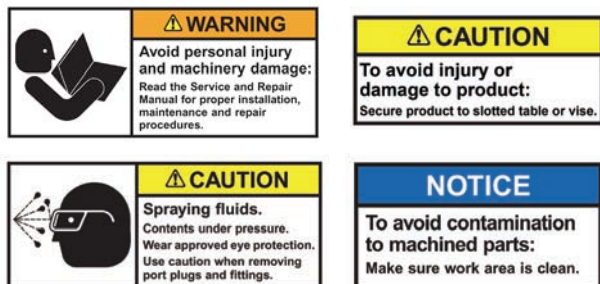 WARNING
Avoid personal injury
and machinery damage:
Read the Service and Repair
Manual for proper installation,
maintenance and repair
procedures.
CAUTION
To avoid injury or
damage to product:
Secure product to slotted table or vise.
CAUTION
Spraying fluids.
Contents under pressure.
Wear approved eye protection.
Use caution when removing
port plugs and fittings.
NOTICE
To avoid contamination
to machined parts:
Make sure work area is clean.